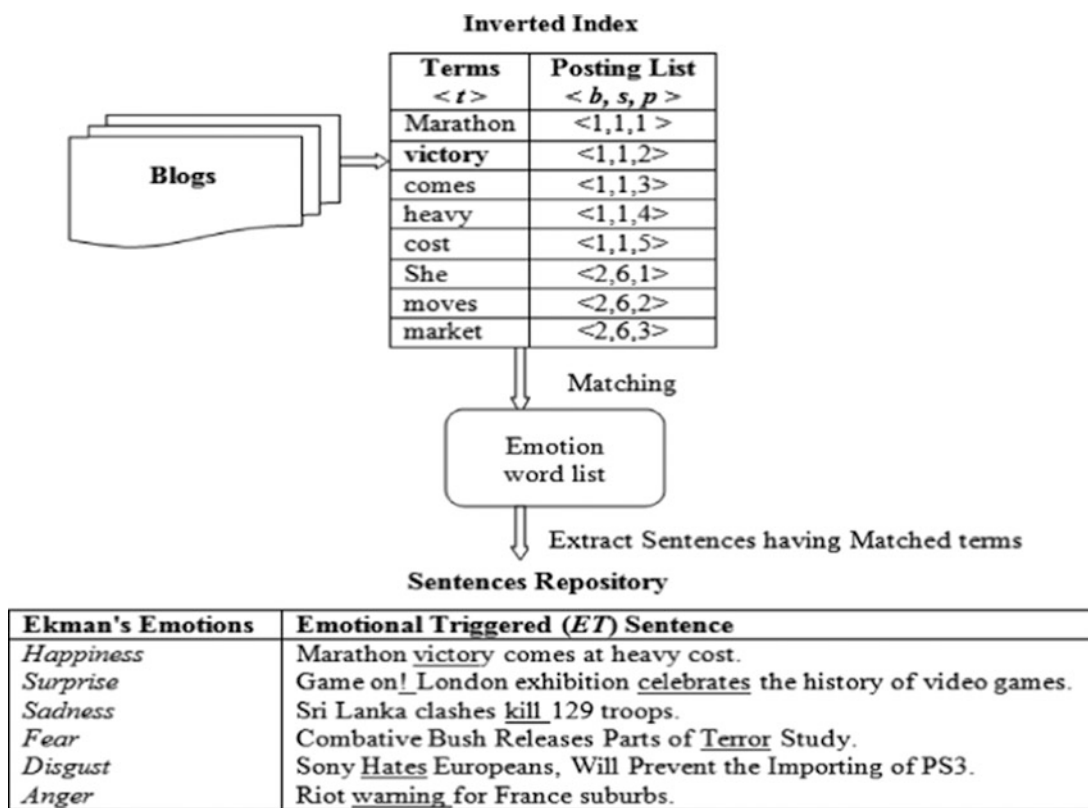 Inverted Index
Terms Posting List
< t > < b, s, p >
Marathon <1,1,1 >
victory <1,1,2>
comes <1,1,3>
heavy <1,1,4>
cost <1,1,5>
She <2,6,1>
moves <2,6,2>
market <2,6,3>
Blogs
Matching
Emotion
word list
Extract Sentences having Matched terms
Sentences Repository
Ekman's Emotions Emotional Triggered (ET) Sentence
Happiness Marathon victory comes at heavy cost.
Surprise Game on! London exhibition celebrates the history of video games.
Sadness Sri Lanka clashes kill 129 troops.
Fear Combative Bush Releases Parts of Terror Study.
Disgust Sony Hates Europeans, Will Prevent the Importing of PS3.
Anger Riot warning for France suburbs.